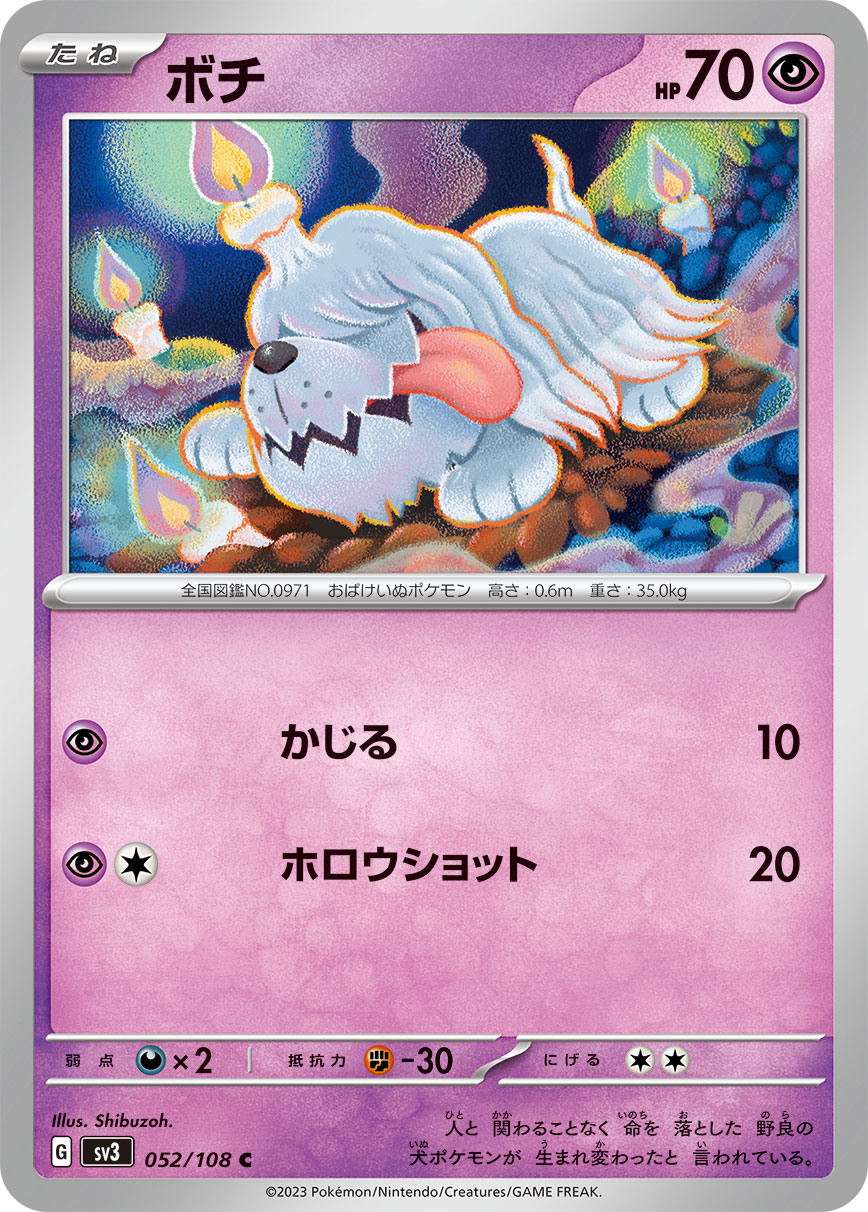 たね
ボチ
HP70
全国図鑑NO.0971 おばけいぬポケモン 高さ:0.6m 重さ:35.0kg
かじる 10
ホロウショット 20
弱点 ×2 抵抗力 -30 にげる
Illus. Shibuzoh.
G sv3 052/108 C
人と 関わることなく 命を 落とした 野良の
犬ポケモンが 生まれ変わったと 言われている。
©2023 Pokémon/Nintendo/Creatures/GAME FREAK.